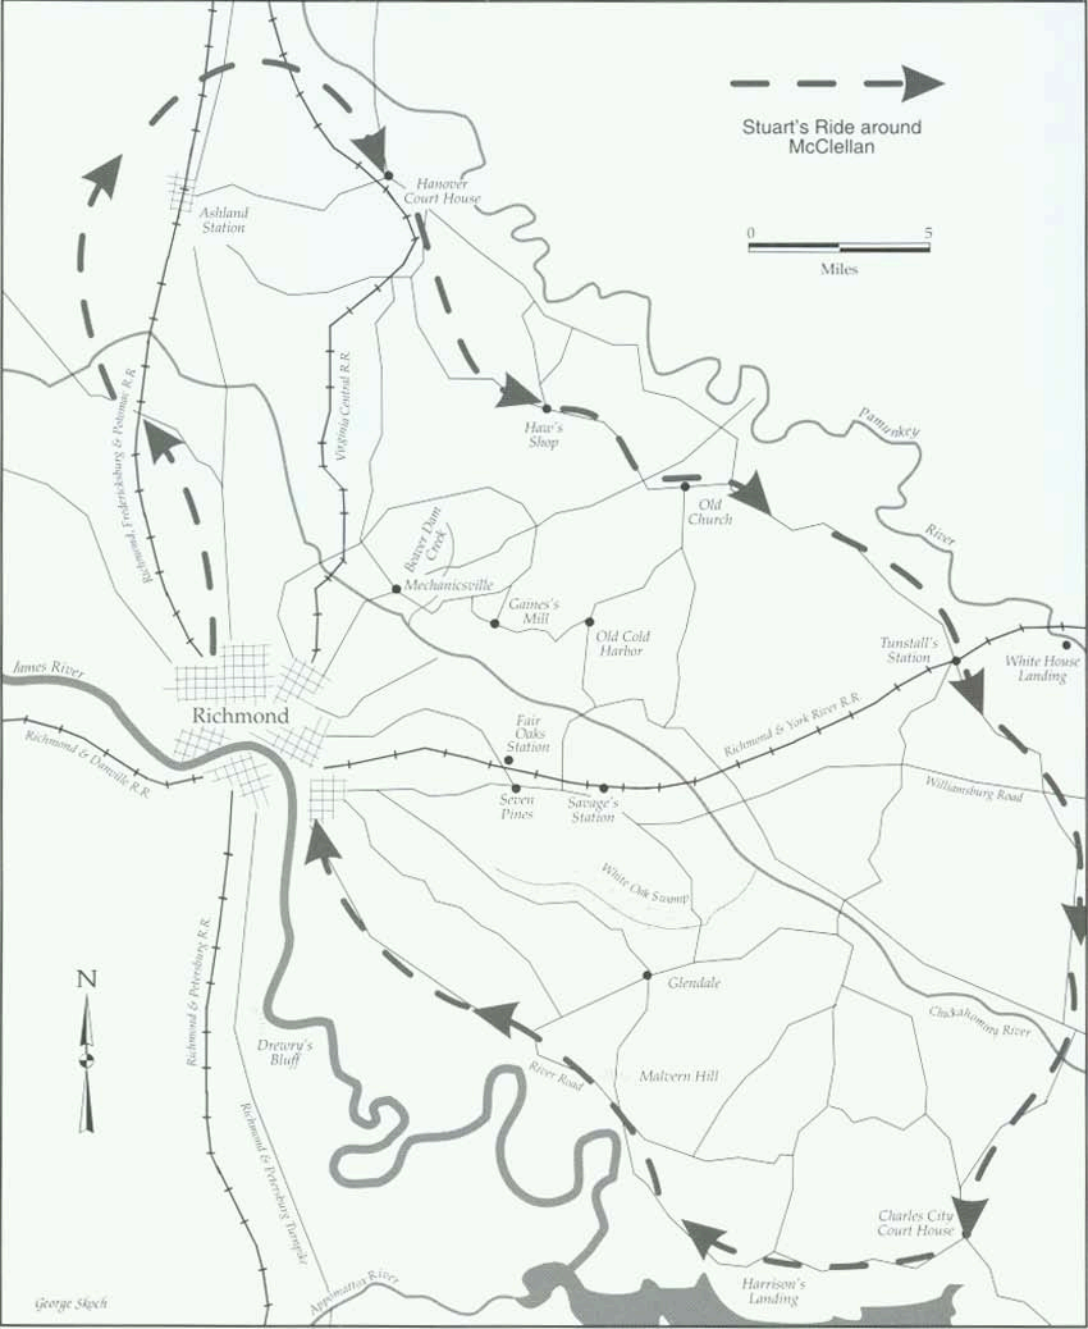 Stuart's Ride around
McClellan
0 5
Miles
Hanover
Court House
Ashland
Station
Virginia Central R.R.
Richmond, Fredericksburg & Potomac R.R.
Haw's
Shop
Pamunkey
River
Old
Church
Beaver Dam
Creek
Mechanicsville
Gaines's
Mill
Old Cold
Harbor
Tunstall's
Station
White House
Landing
James River
Richmond
Richmond & Danville R.R.
Fair
Oaks
Station
Richmond & York River R.R.
Seven
Pines
Savage's
Station
Williamsburg Road
White Oak Swamp
Richmond & Petersburg R.R.
N
Glendale
Chickahominy River
Drewry's
Bluff
River Road
Malvern Hill
Richmond & Petersburg Turnpike
Charles City
Court House
Harrison's
Landing
Appomattox River
George Skoch